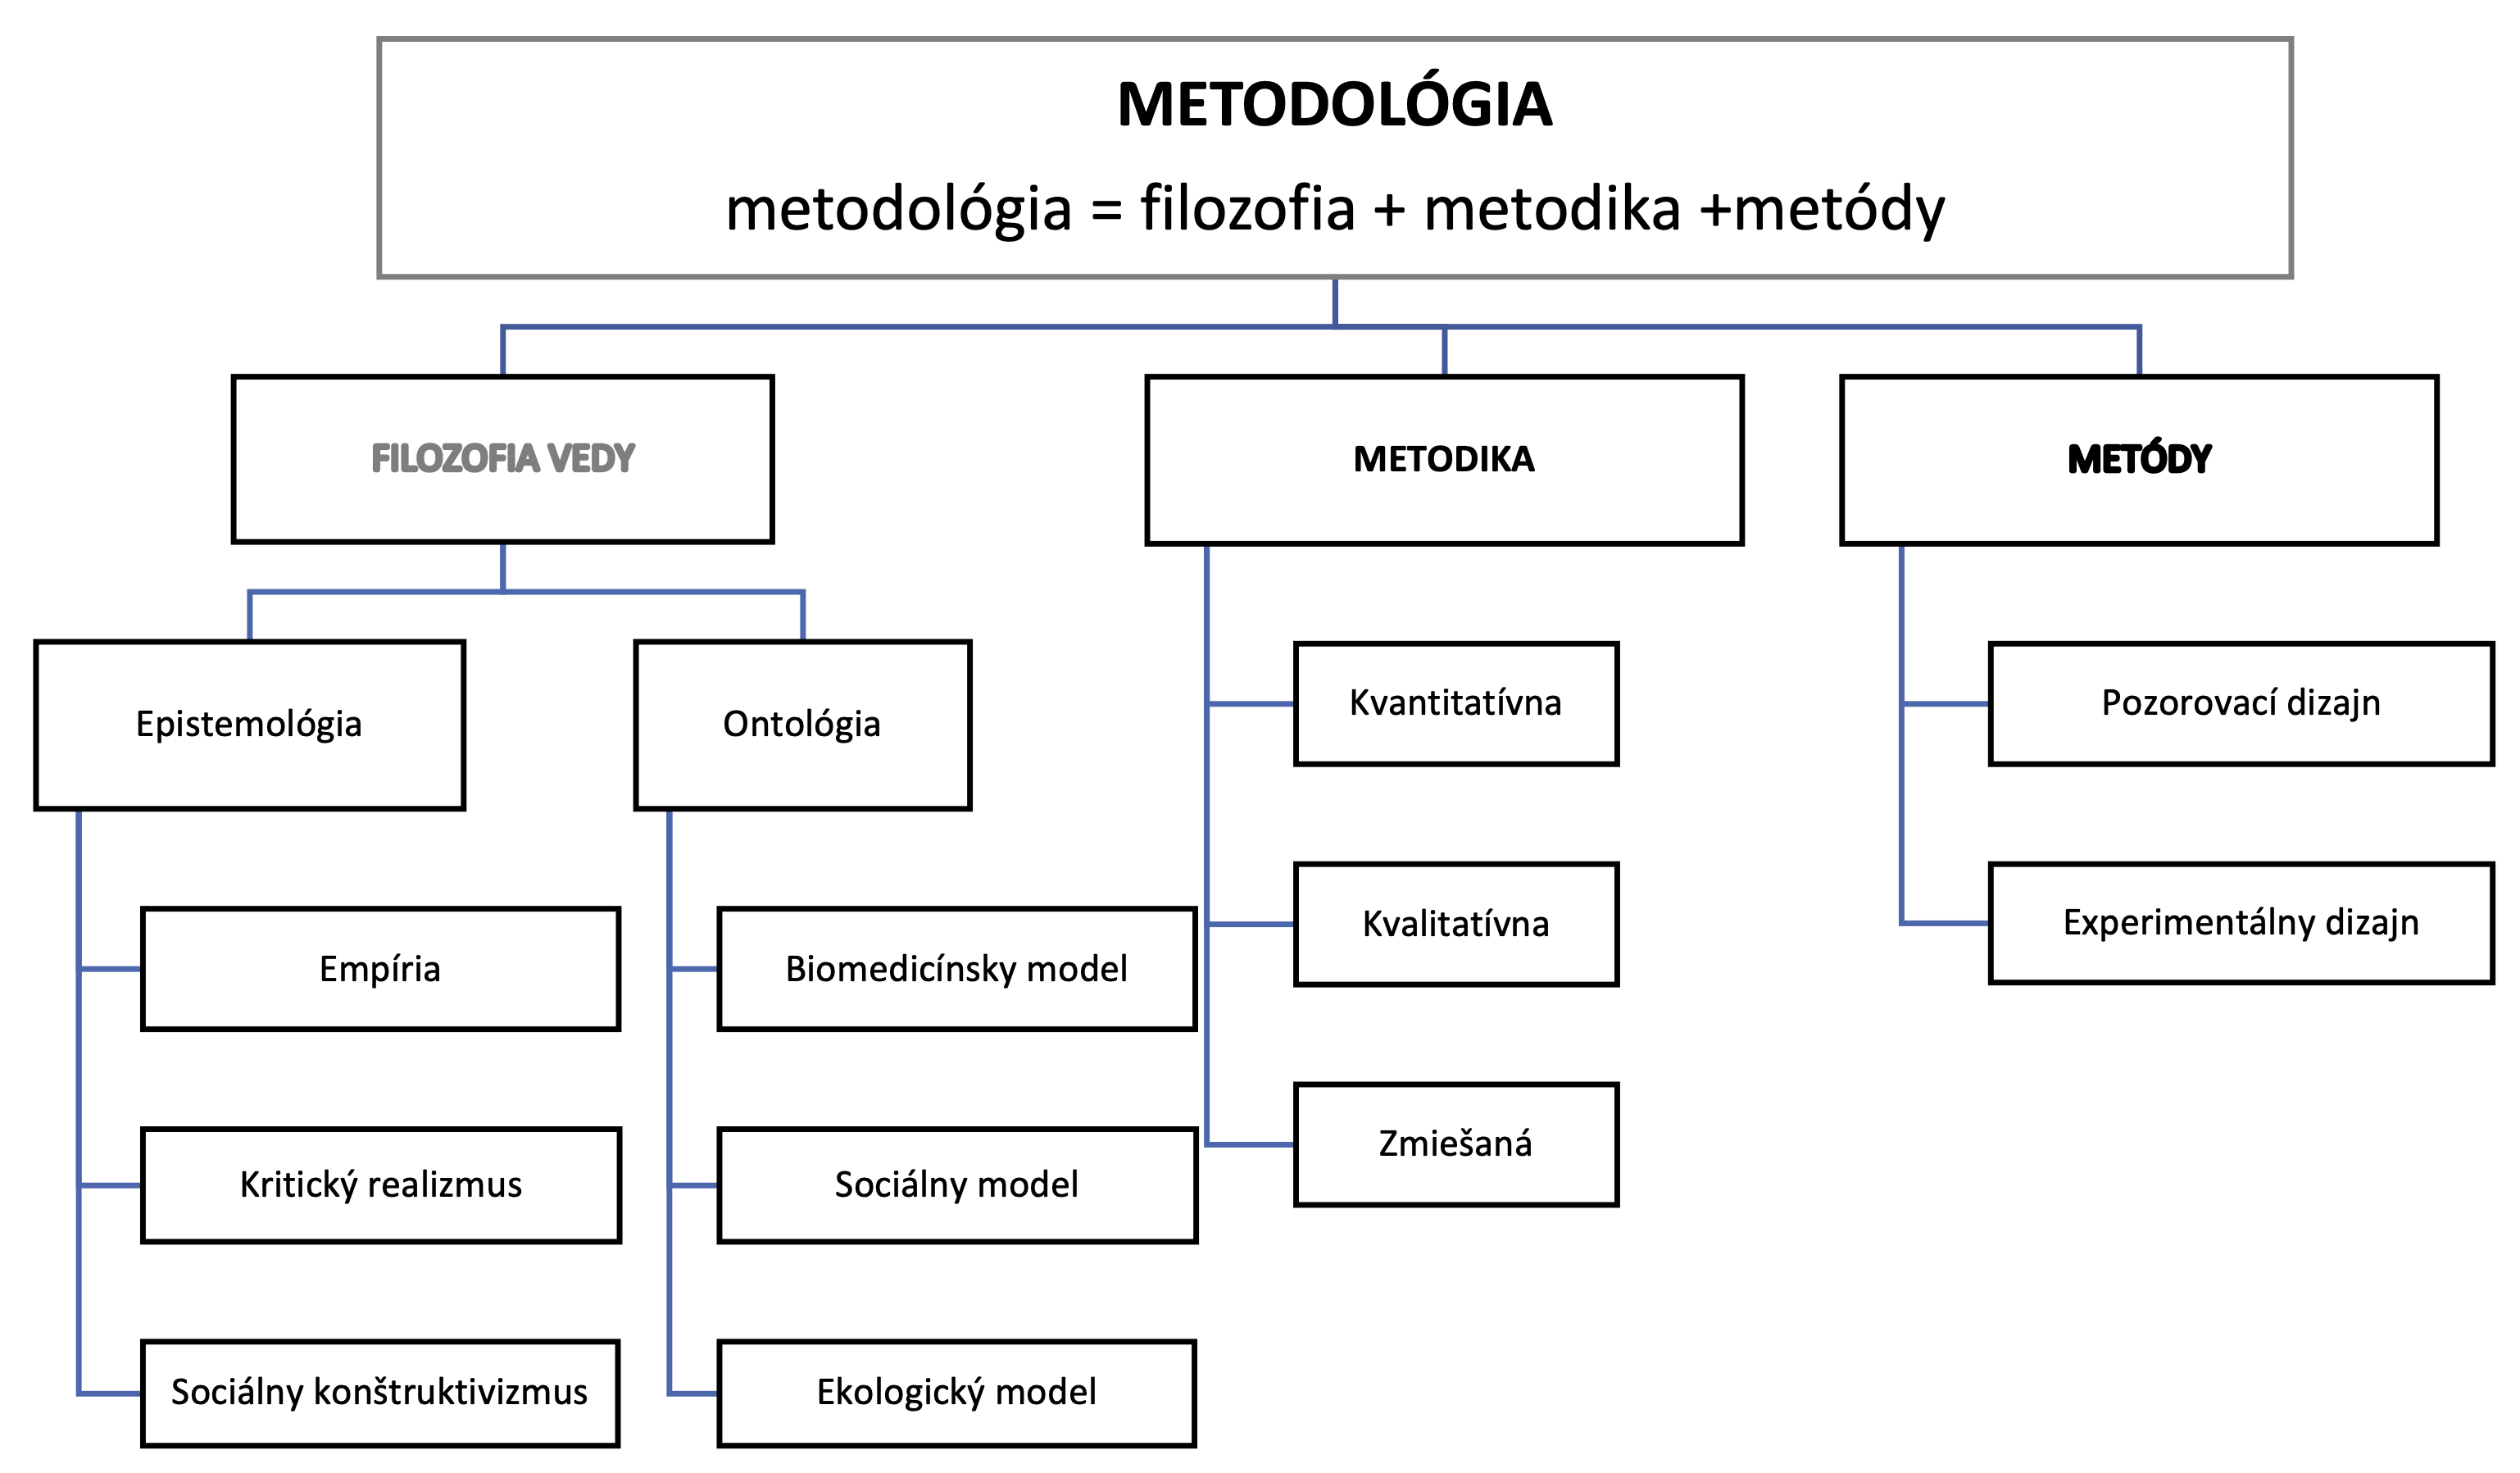 METODOLÓGIA
metodológia = filozofia + metodika +metódy
FILOZOFIA VEDY
METODIKA
METÓDY
Epistemológia
Ontológia
Kvantitatívna
Pozorovací dizajn
Kvalitatívna
Experimentálny dizajn
Empíria
Biomedicínsky model
Zmiešaná
Kritický realizmus
Sociálny model
Sociálny konštruktivizmus
Ekologický model